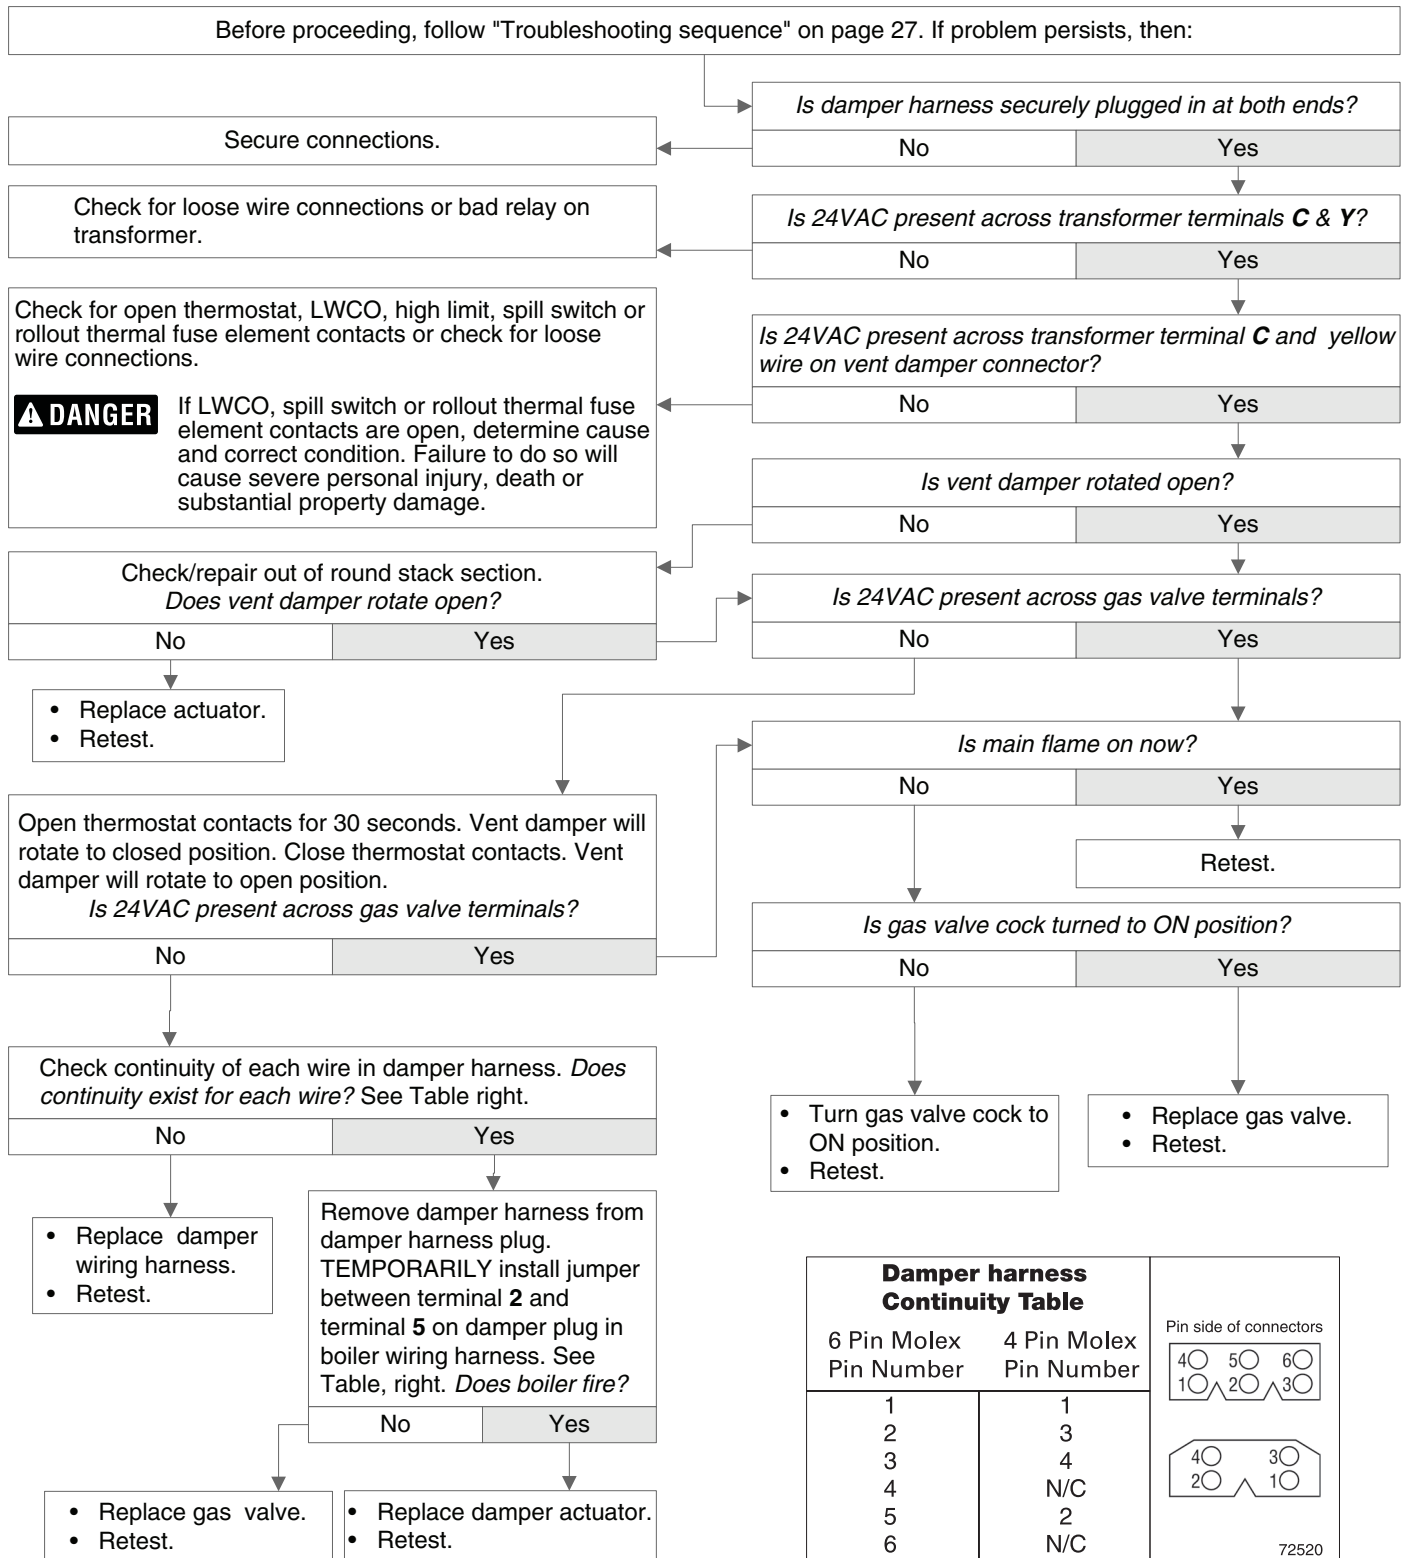 Before proceeding, follow "Troubleshooting sequence" on page 27. If problem persists, then:
Is damper harness securely plugged in at both ends?
No
Yes
Secure connections.
Is 24VAC present across transformer terminals C & Y?
No
Yes
Check for loose wire connections or bad relay on
transformer.
Is 24VAC present across transformer terminal C and yellow
wire on vent damper connector?
No
Yes
Check for open thermostat, LWCO, high limit, spill switch or
rollout thermal fuse element contacts or check for loose
wire connections.
DANGER
If LWCO, spill switch or rollout thermal fuse
element contacts are open, determine cause
and correct condition. Failure to do so will
cause severe personal injury, death or
substantial property damage.
Is vent damper rotated open?
No
Yes
Check/repair out of round stack section.
Does vent damper rotate open?
No
Yes
• Replace actuator.
• Retest.
Is 24VAC present across gas valve terminals?
No
Yes
Is main flame on now?
No
Yes
Retest.
Open thermostat contacts for 30 seconds. Vent damper will
rotate to closed position. Close thermostat contacts. Vent
damper will rotate to open position.
Is 24VAC present across gas valve terminals?
No
Yes
Is gas valve cock turned to ON position?
No
Yes
• Turn gas valve cock to
ON position.
• Retest.
• Replace gas valve.
• Retest.
Check continuity of each wire in damper harness. Does
continuity exist for each wire? See Table right.
No
Yes
• Replace damper
wiring harness.
• Retest.
Remove damper harness from
damper harness plug.
TEMPORARILY install jumper
between terminal 2 and
terminal 5 on damper plug in
boiler wiring harness. See
Table, right. Does boiler fire?
No
Yes
• Replace gas valve.
• Retest.
• Replace damper actuator.
• Retest.
Damper harness
Continuity Table
6 Pin Molex
Pin Number
4 Pin Molex
Pin Number
1 1
2 3
3 4
4 N/C
5 2
6 N/C
Pin side of connectors
4 5 6
1 2 3
4 3
2 1
72520